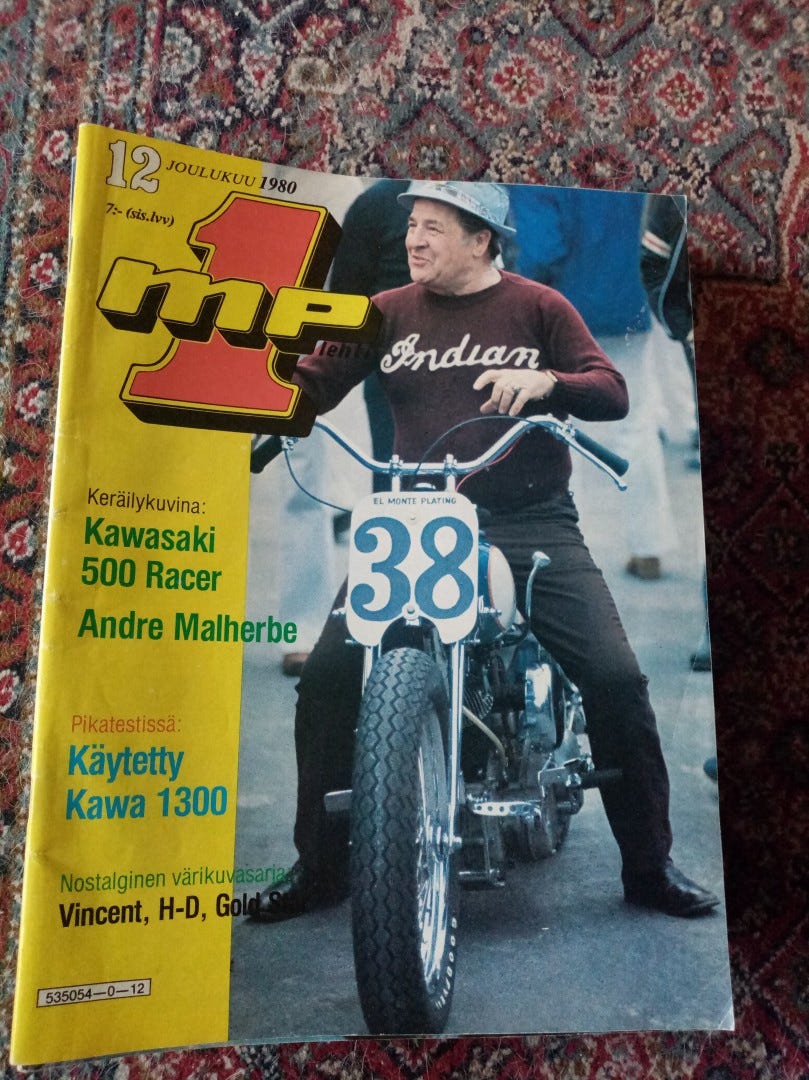 12 JOULUKUU 1980
7:- (sis.lvv)
1
mp
lehti
Indian
EL MONTE PLATING
38
Keräilykuvina:
Kawasaki
500 Racer
Andre Malherbe
Pikatestissä:
Käytetty
Kawa 1300
Nostalginen värikuvasarja:
Vincent, H-D, Gold
535054—0—12